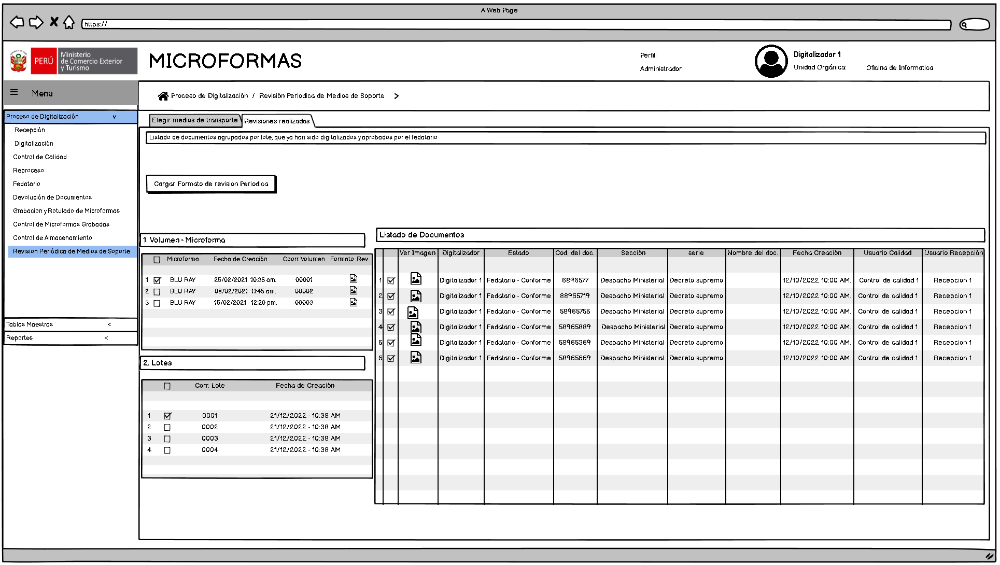 A Web Page
https://
PERÚ
Ministerio
de Comercio Exterior
y Turismo
MICROFORMAS
Perfil:
Administrador
Digitalizador 1
Unidad Orgánica: Oficina de Informatica
Menu
Proceso de Digitalización / Revisión Periodica de Medios de Soporte >
Proceso de Digitalización v
Recepción
Digitalización
Control de Calidad
Reproceso
Fedatario
Devolución de Documentos
Grabacion y Rotulado de Microformas
Control de Microformas Grabadas
Control de Almacenamiento
Revision Periódica de Medios de Soporte
Tablas Maestras <
Reportes <
Elegir medios de transporte Revisiones realizadas
Listado de documentos agrupados por lote, que ya han sido digitalizados y aprobados por el fedatario
Cargar Formato de revision Periodica
1. Volumen - Microforma
Microforma Fecha de Creación Coorr. Volumen Formato .Rev.
1 BLU RAY 25/02/2021 10:36 am. 00001
2 BLU RAY 08/02/2021 11:45 am. 00002
3 BLU RAY 15/02/2021 12:20 pm. 00003
2. Lotes
Corr. Lote Fecha de Creación
1 0001 21/12/2022 - 10:38 AM
2 0002 21/12/2022 - 10:38 AM
3 0003 21/12/2022 - 10:38 AM
4 0004 21/12/2022 - 10:38 AM
Listado de Documentos
Ver Imagen Digitalizador Estado Cod. del doc. Sección serie Nombre del doc. Fecha Creación Usuario Calidad Usuario Recepción
1 Digitalizador 1 Fedatario - Conforme 6896577 Despacho Ministerial Decreto supremo 12/10/2022 10:00 AM. Control de calidad 1 Recepcion 1
2 Digitalizador 1 Fedatario - Conforme 88965719 Despacho Ministerial Decreto supremo 12/10/2022 10:00 AM. Control de calidad 1 Recepcion 1
3 Digitalizador 1 Fedatario - Conforme 58965755 Despacho Ministerial Decreto supremo 12/10/2022 10:00 AM. Control de calidad 1 Recepcion 1
4 Digitalizador 1 Fedatario - Conforme 58965889 Despacho Ministerial Decreto supremo 12/10/2022 10:00 AM. Control de calidad 1 Recepcion 1
5 Digitalizador 1 Fedatario - Conforme 58965369 Despacho Ministerial Decreto supremo 12/10/2022 10:00 AM. Control de calidad 1 Recepcion 1
6 Digitalizador 1 Fedatario - Conforme 58965669 Despacho Ministerial Decreto supremo 12/10/2022 10:00 AM. Control de calidad 1 Recepcion 1